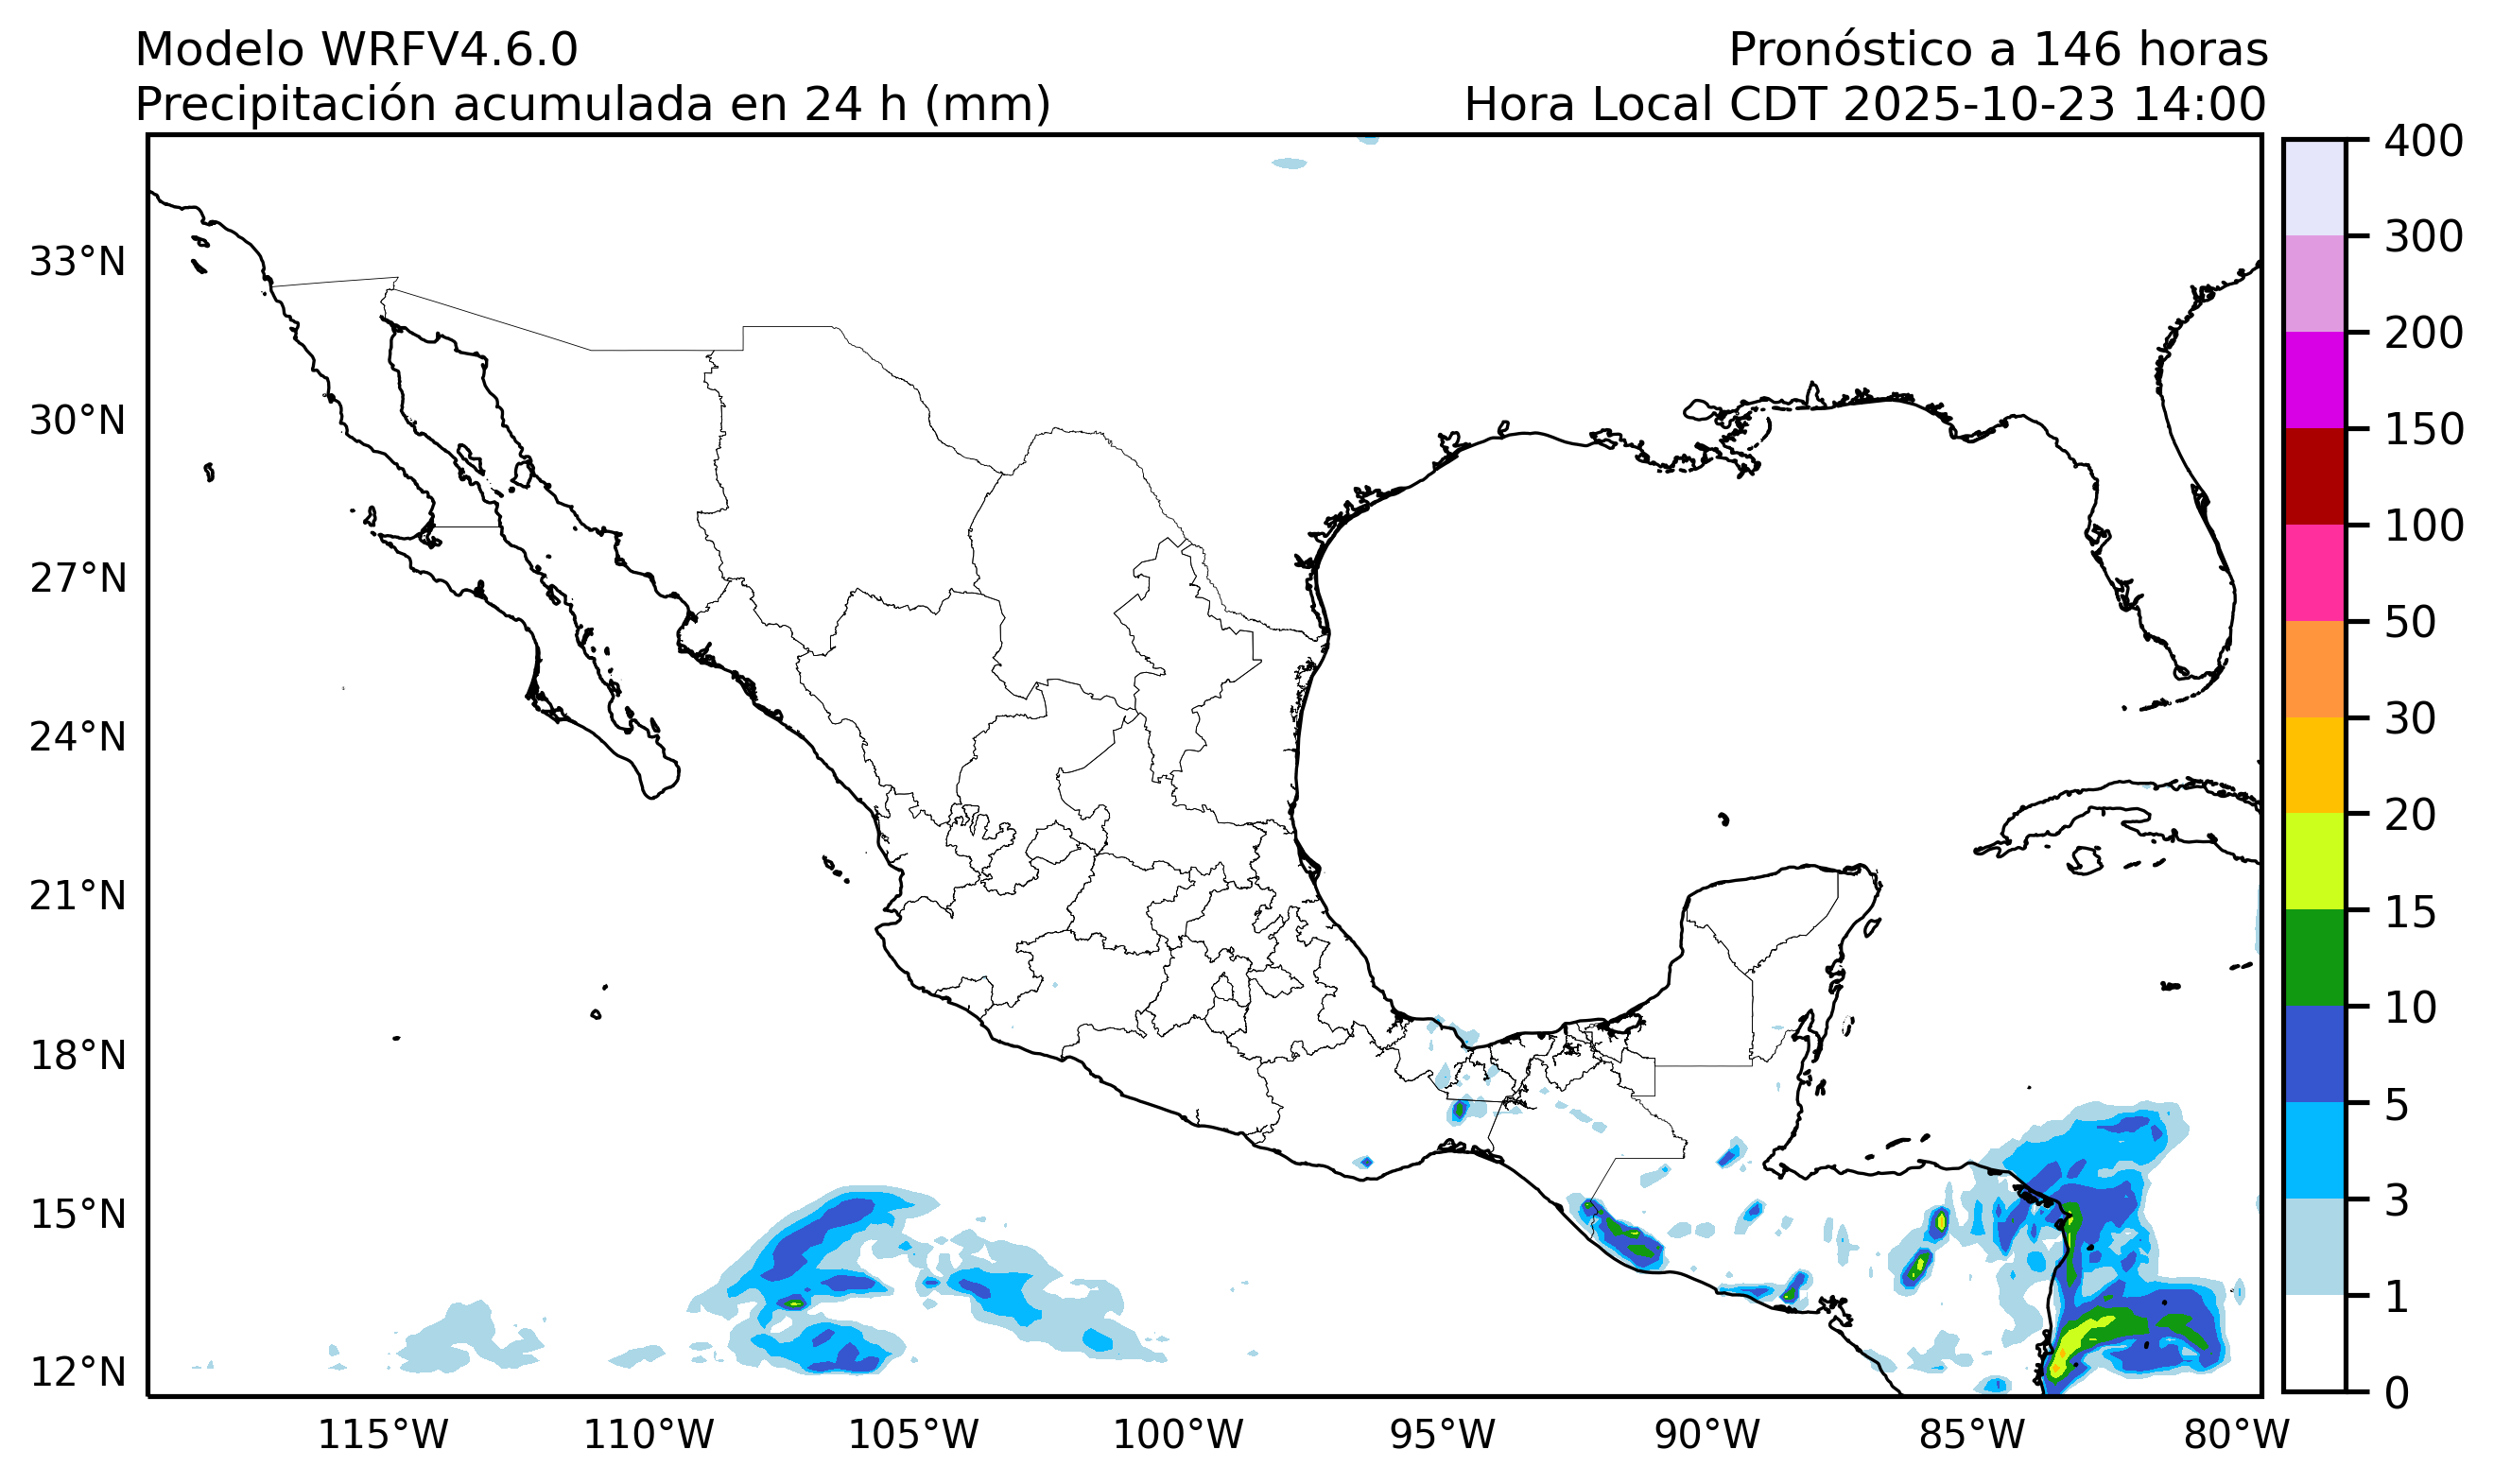 Modelo WRFV4.6.0
Pronóstico a 146 horas
Precipitación acumulada en 24 h (mm)
Hora Local CDT 2025-10-23 14:00
400
300
200
150
100
50
30
20
15
10
5
3
1
0
33°N
30°N
27°N
24°N
21°N
18°N
15°N
12°N
115°W
110°W
105°W
100°W
95°W
90°W
85°W
80°W